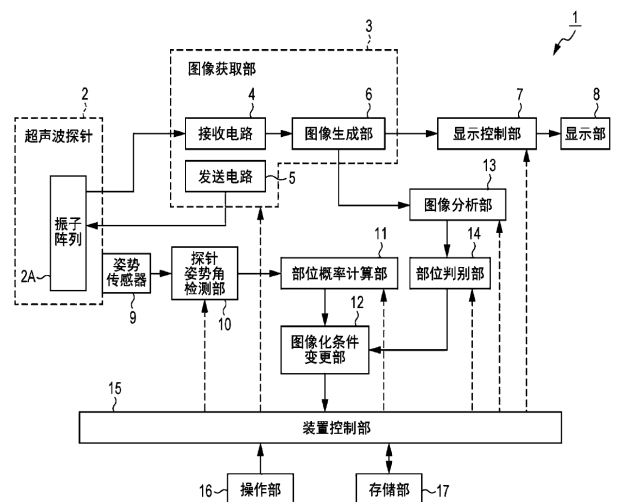 1
3
图像获取部
2
4
6
7
8
超声波探针
接收电路
图像生成部
显示控制部
显示部
发送电路
5
13
图像分析部
振子
阵列
11
14
2A
姿势
传感器
9
探针
姿势角
检测部
10
部位概率计算部
部位判别部
12
图像化条件
变更部
15
装置控制部
16
操作部
存储部
17